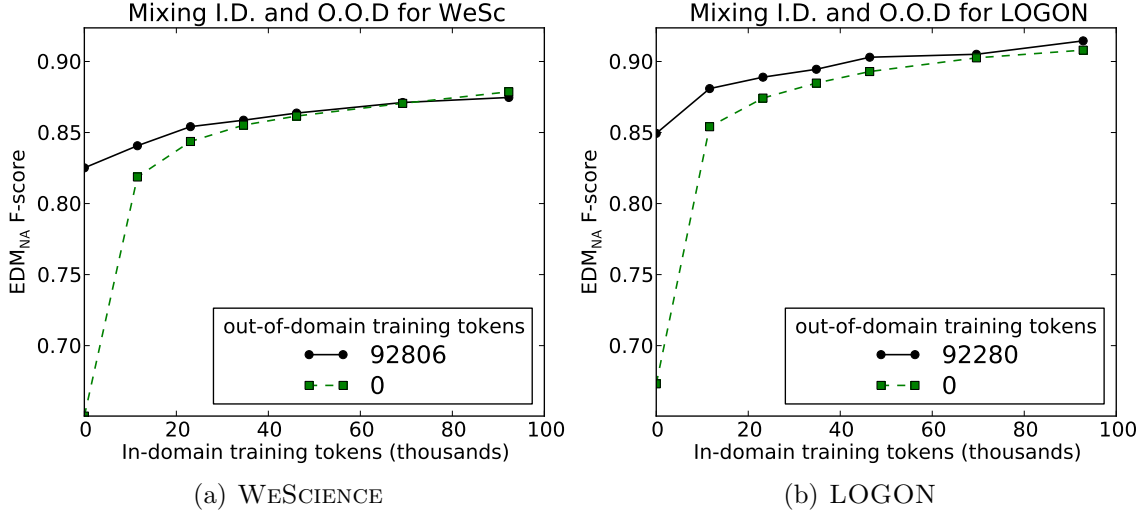 Mixing I.D. and O.O.D for WeSc
0.90
0.85
0.80
0.75
0.70
EDM_NA F-score
out-of-domain training tokens
92806
0
0 20 40 60 80 100
In-domain training tokens (thousands)
(a) WESCIENCE
Mixing I.D. and O.O.D for LOGON
0.90
0.85
0.80
0.75
0.70
EDM_NA F-score
out-of-domain training tokens
92280
0
0 20 40 60 80 100
In-domain training tokens (thousands)
(b) LOGON